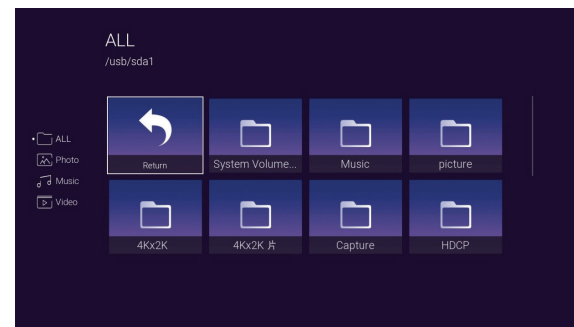 ALL
/usb/sda1
ALL
Photo
Music
Video
Return
System Volume...
Music
picture
4Kx2K
4Kx2K 片
Capture
HDCP